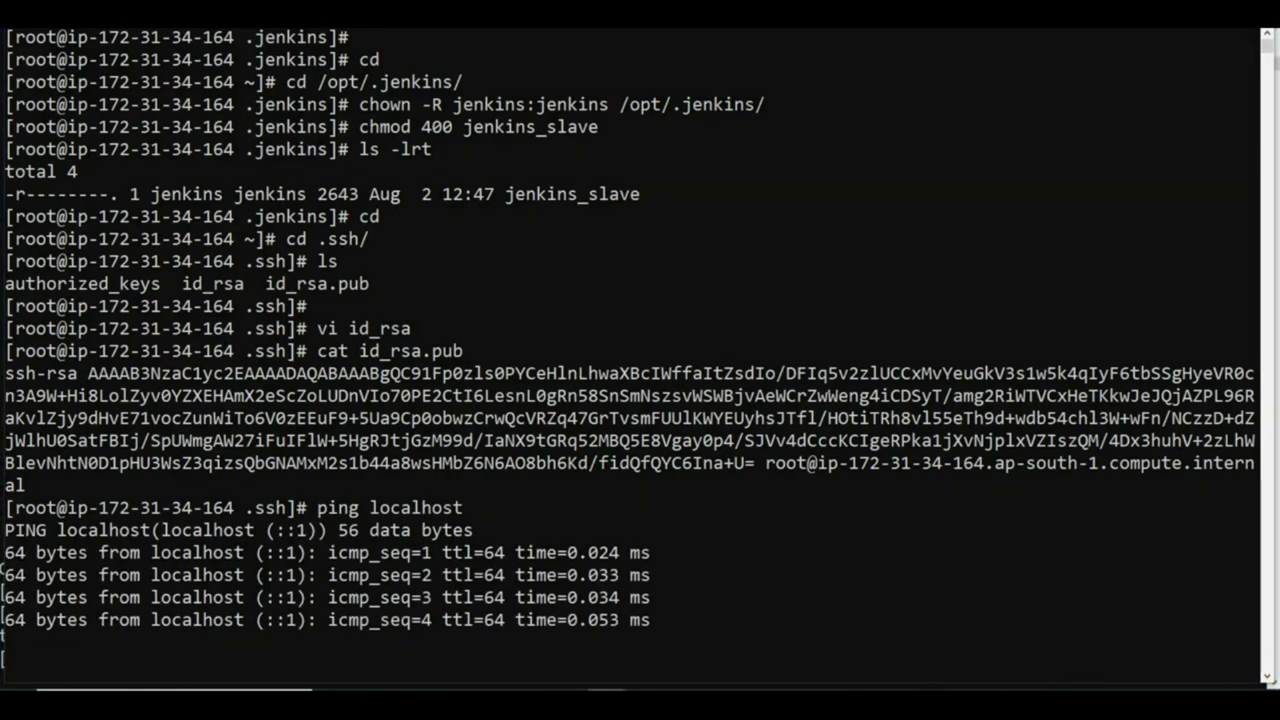 [root@ip-172-31-34-164 .jenkins]#
[root@ip-172-31-34-164 .jenkins]# cd
[root@ip-172-31-34-164 ~]# cd /opt/.jenkins/
[root@ip-172-31-34-164 .jenkins]# chown -R jenkins:jenkins /opt/.jenkins/
[root@ip-172-31-34-164 .jenkins]# chmod 400 jenkins_slave
[root@ip-172-31-34-164 .jenkins]# ls -lrt
total 4
-r--------. 1 jenkins jenkins 2643 Aug  2 12:47 jenkins_slave
[root@ip-172-31-34-164 .jenkins]# cd
[root@ip-172-31-34-164 ~]# cd .ssh/
[root@ip-172-31-34-164 .ssh]# ls
authorized_keys  id_rsa  id_rsa.pub
[root@ip-172-31-34-164 .ssh]#
[root@ip-172-31-34-164 .ssh]# vi id_rsa
[root@ip-172-31-34-164 .ssh]# cat id_rsa.pub
ssh-rsa AAAAB3NzaC1yc2EAAAADAQABAAABgQC91Fp0zls0PYCeHlnLhwaXBcIWffaItZsdIo/DFIq5v2zlUCCxMvYeuGkV3s1w5k4qIyF6tbSSgHyeVR0c
n3A9W+Hi8LolZyv0YZXEHAmX2eScZoLUDnVIo70PE2CtI6LesnL0gRn58SnSmNszsvWSWBjvAeWCrZwWeng4iCDSyT/amg2RiWTVCxHeTKkwJeJQjAZPL96R
aKvlZjy9dHvE71vocZunWiTo6V0zEEuF9+5Ua9Cp0obwzCrwQcVRZq47GrTvsmFUUlKWYEUyhsJTfl/HOtiTRh8vl55eTh9d+wdb54chl3W+wFn/NCzzD+dZ
jWlhU0SatFBIj/SpUWmgAW27iFuIFlW+5HgRJtjGzM99d/IaNX9tGRq52MBQ5E8Vgay0p4/SJVv4dCccKCIgeRPka1jXvNjplxVZIszQM/4Dx3huhV+2zLhW
BlevNhtN0D1pHU3WsZ3qizsQbGNAMxM2s1b44a8wsHMbZ6N6AO8bh6Kd/fidQfQYC6Ina+U= root@ip-172-31-34-164.ap-south-1.compute.intern
al
[root@ip-172-31-34-164 .ssh]# ping localhost
PING localhost(localhost (::1)) 56 data bytes
64 bytes from localhost (::1): icmp_seq=1 ttl=64 time=0.024 ms
64 bytes from localhost (::1): icmp_seq=2 ttl=64 time=0.033 ms
64 bytes from localhost (::1): icmp_seq=3 ttl=64 time=0.034 ms
64 bytes from localhost (::1): icmp_seq=4 ttl=64 time=0.053 ms